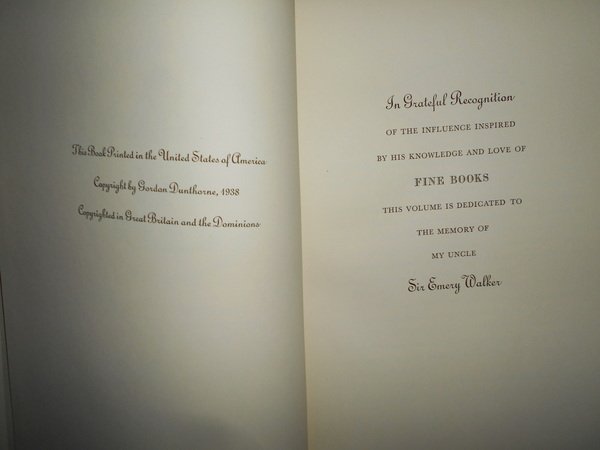 This Book Printed in the United States of America
Copyright by Gordon Dunthorne, 1938
Copyrighted in Great Britain and the Dominions
In Grateful Recognition
OF THE INFLUENCE INSPIRED
BY HIS KNOWLEDGE AND LOVE OF
FINE BOOKS
THIS VOLUME IS DEDICATED TO
THE MEMORY OF
MY UNCLE
Sir Emery Walker